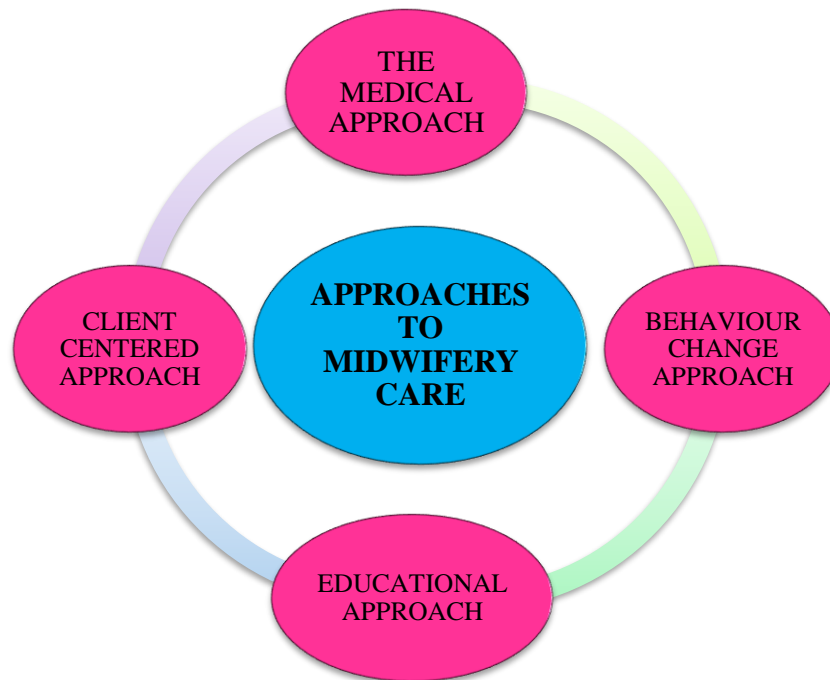 THE
MEDICAL
APPROACH
CLIENT
CENTERED
APPROACH
APPROACHES
TO
MIDWIFERY
CARE
BEHAVIOUR
CHANGE
APPROACH
EDUCATIONAL
APPROACH